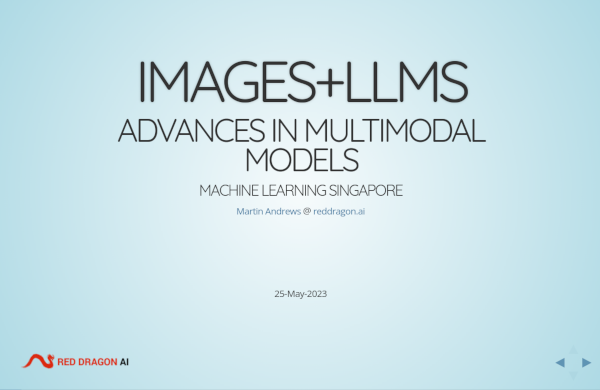 IMAGES+LLMS
ADVANCES IN MULTIMODAL
MODELS
MACHINE LEARNING SINGAPORE
Martin Andrews @ reddragon.ai
25-May-2023
RED DRAGON AI